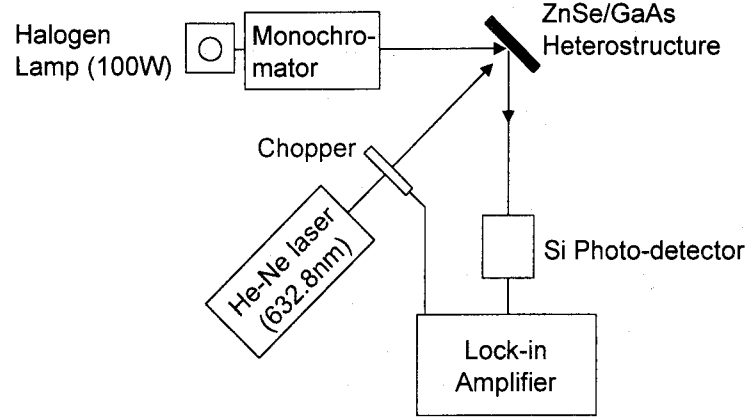 Halogen
Lamp (100W)
Monochro-
mator
ZnSe/GaAs
Heterostructure
Chopper
He-Ne laser
(632.8nm)
Si Photo-detector
Lock-in
Amplifier